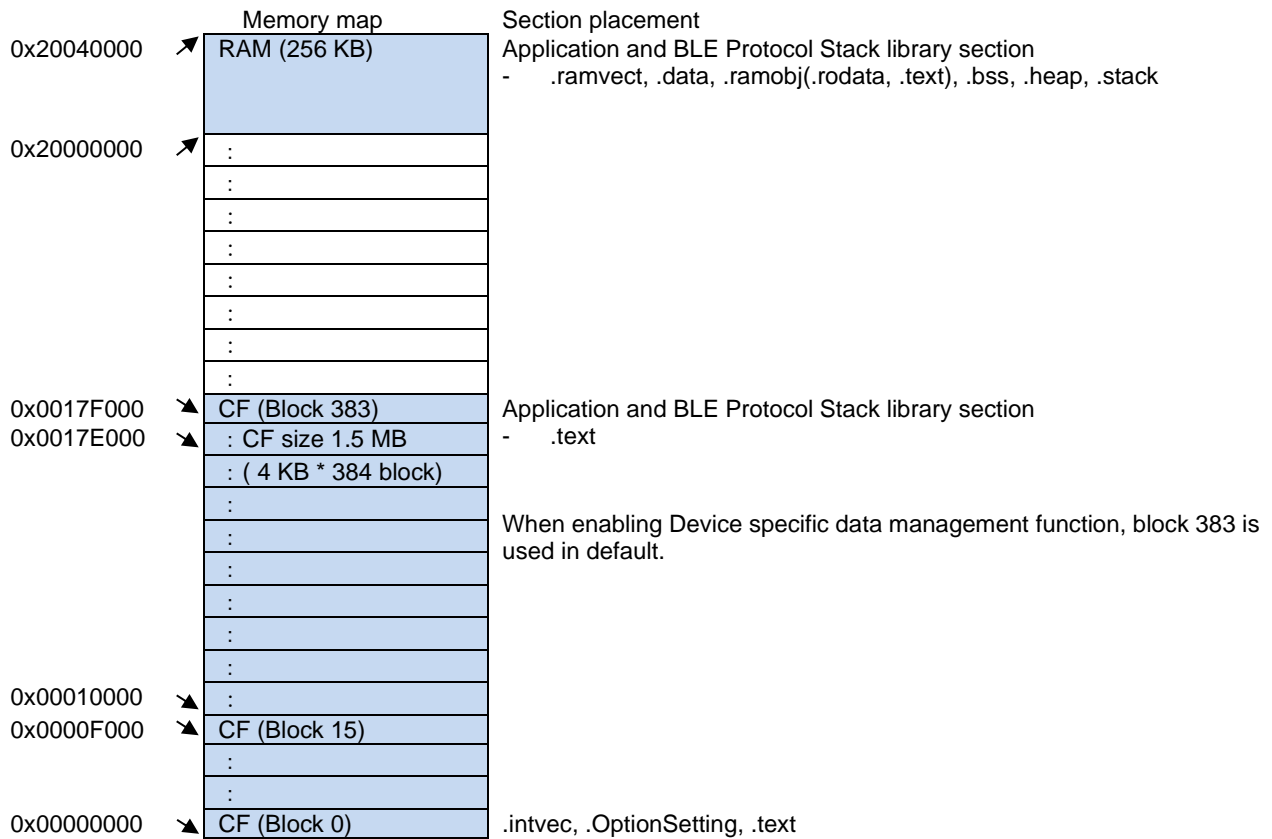 Memory map Section placement
0x20040000 RAM (256 KB) Application and BLE Protocol Stack library section
- .ramvect, .data, .ramobj(.rodata, .text), .bss, .heap, .stack
0x20000000 :
:
:
:
:
:
:
:
0x0017F000 CF (Block 383) Application and BLE Protocol Stack library section
0x0017E000 : CF size 1.5 MB - .text
: ( 4 KB * 384 block)
:
When enabling Device specific data management function, block 383 is
: used in default.
:
:
:
:
0x00010000 :
0x0000F000 CF (Block 15)
:
:
0x00000000 CF (Block 0) .intvec, .OptionSetting, .text